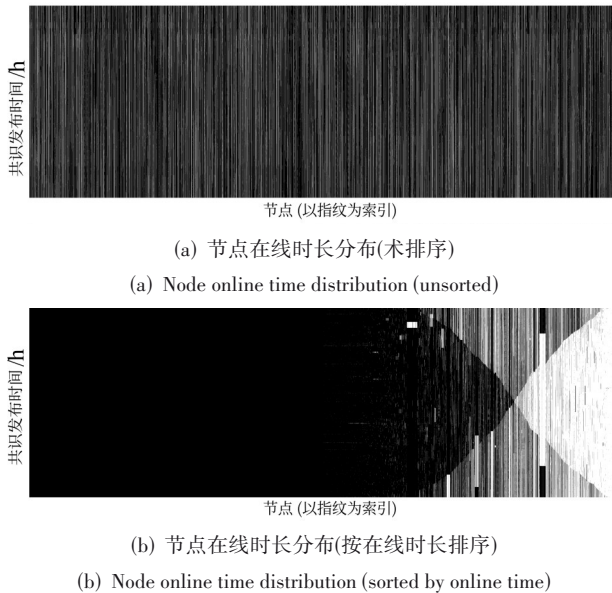 共识发布时间/h
节点 (以指纹为索引)
(a) 节点在线时长分布(术排序)
(a) Node online time distribution (unsorted)
共识发布时间/h
节点 (以指纹为索引)
(b) 节点在线时长分布(按在线时长排序)
(b) Node online time distribution (sorted by online time)